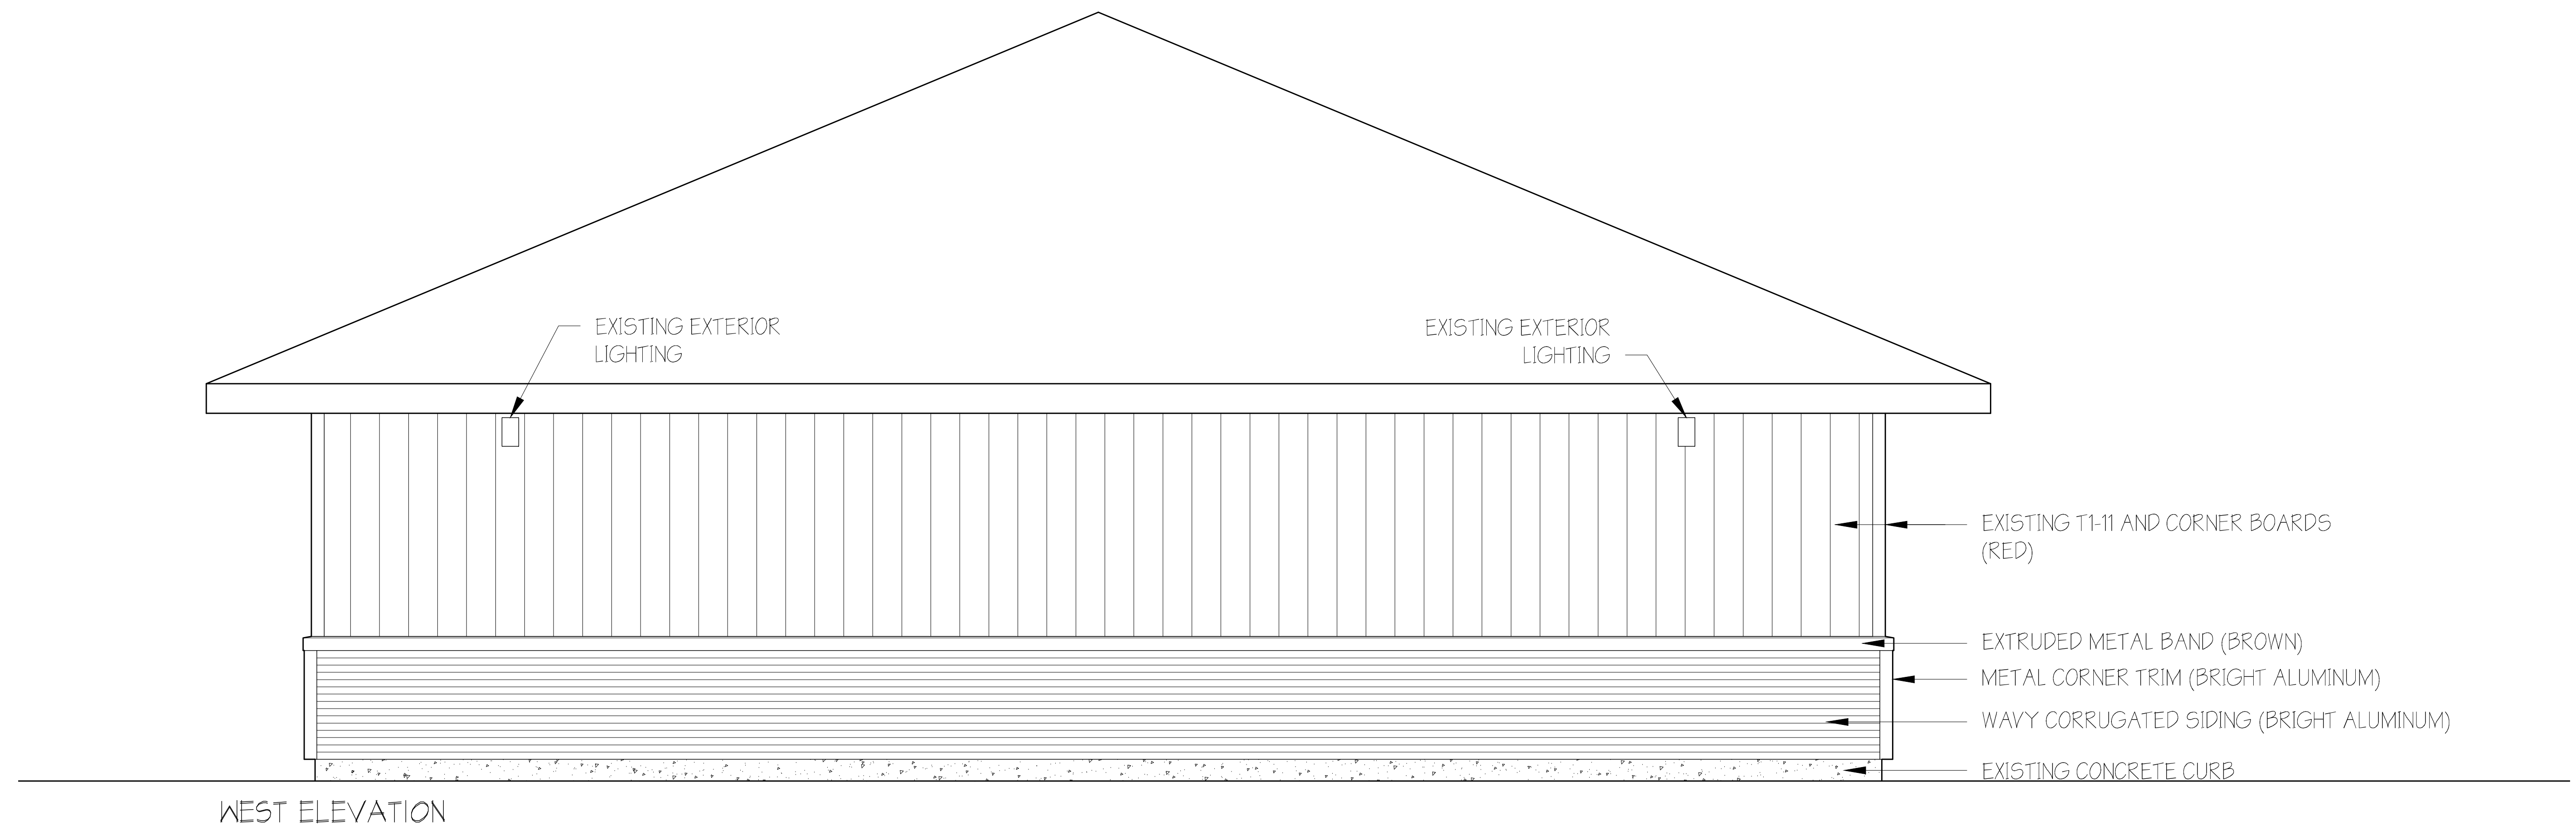 EXISTING EXTERIOR
LIGHTING
EXISTING EXTERIOR
LIGHTING
EXISTING T1-11 AND CORNER BOARDS
(RED)
EXTRUDED METAL BAND (BROWN)
METAL CORNER TRIM (BRIGHT ALUMINUM)
WAVY CORRUGATED SIDING (BRIGHT ALUMINUM)
EXISTING CONCRETE CURB
WEST ELEVATION